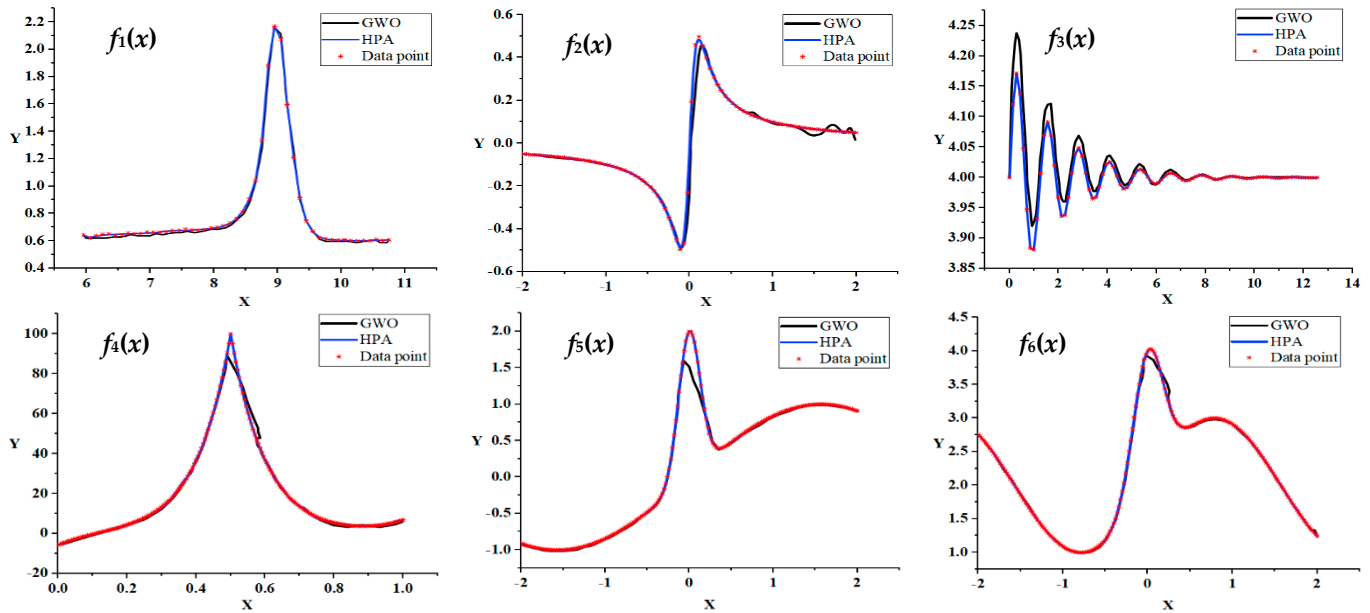 f1(x)
GWO
HPA
Data point
2.2
2.0
1.8
1.6
1.4
1.2
1.0
0.8
0.6
0.4
Y
6
7
8
9
10
11
X
f2(x)
GWO
HPA
Data point
0.6
0.4
0.2
0.0
-0.2
-0.4
-0.6
Y
-2
-1
0
1
2
X
f3(x)
GWO
HPA
Data point
4.25
4.20
4.15
4.10
4.05
4.00
3.95
3.90
3.85
Y
0
2
4
6
8
10
12
14
X
f4(x)
GWO
HPA
Data point
100
80
60
40
20
0
-20
Y
0.0
0.2
0.4
0.6
0.8
1.0
X
f5(x)
GWO
HPA
Data point
2.0
1.5
1.0
0.5
0.0
-0.5
-1.0
Y
-2
-1
0
1
2
X
f6(x)
GWO
HPA
Data point
4.5
4.0
3.5
3.0
2.5
2.0
1.5
1.0
Y
-2
-1
0
1
2
X